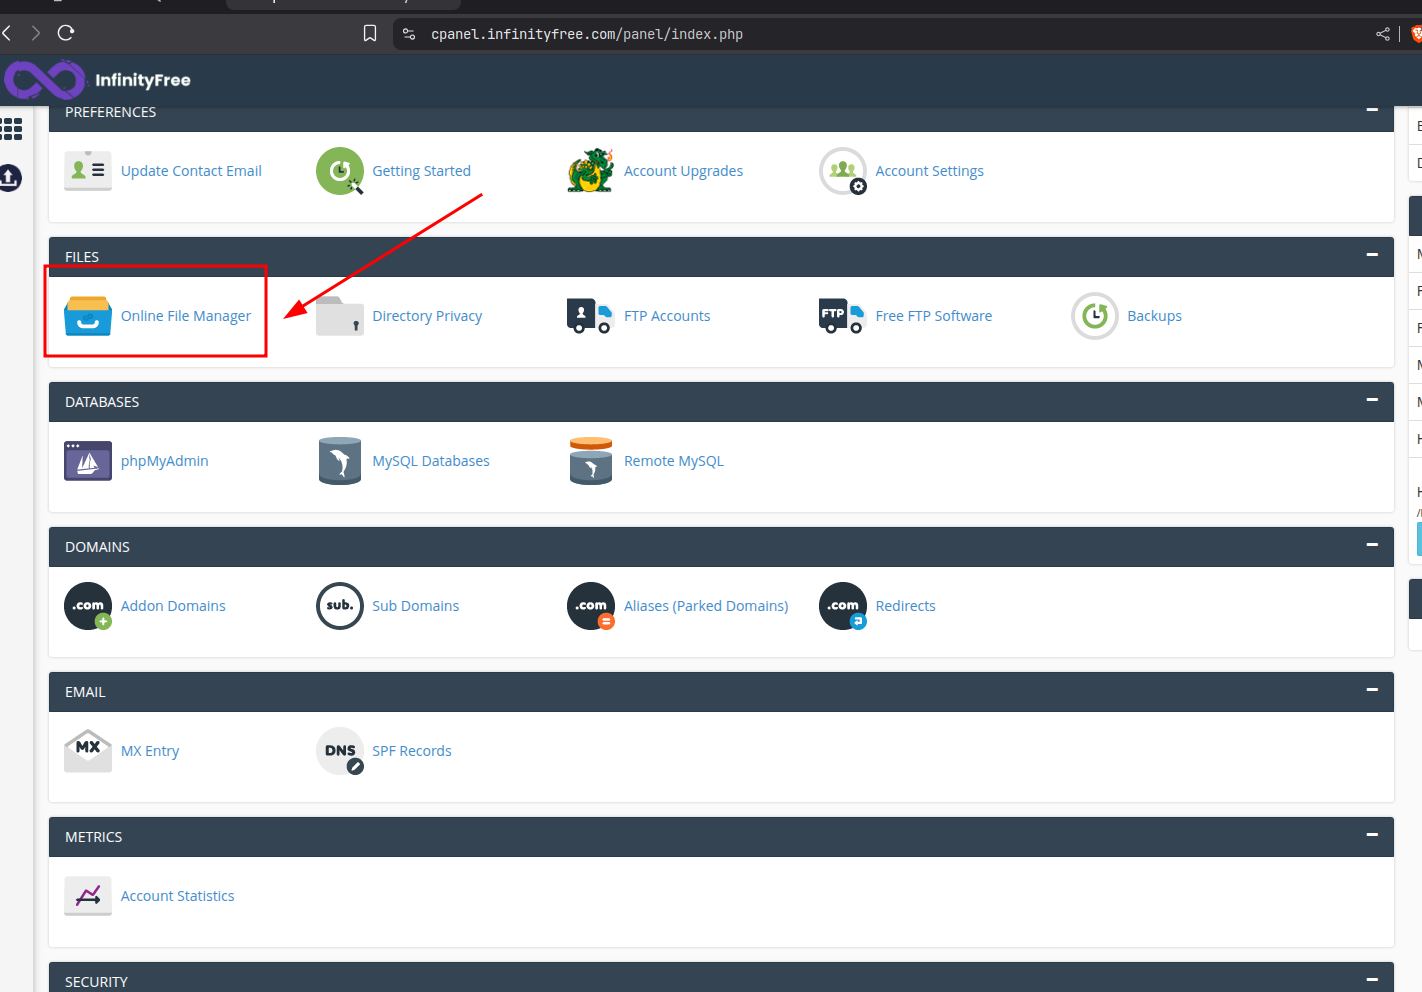 cpanel.infinityfree.com/panel/index.php
InfinityFree
PREFERENCES
Update Contact Email
Getting Started
Account Upgrades
Account Settings
FILES
Online File Manager
Directory Privacy
FTP Accounts
FTP
Free FTP Software
Backups
DATABASES
phpMyAdmin
MySQL Databases
Remote MySQL
DOMAINS
.com
Addon Domains
sub.
Sub Domains
.com
Aliases (Parked Domains)
.com
Redirects
EMAIL
MX
MX Entry
DNS
SPF Records
METRICS
Account Statistics
SECURITY